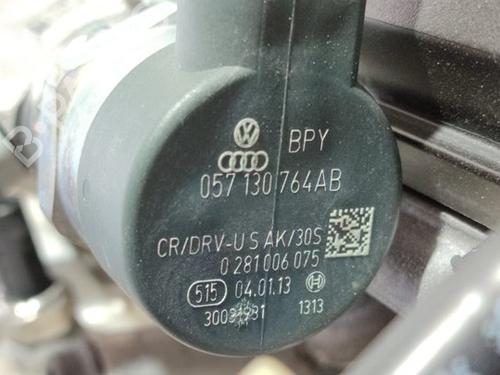 BPY
057 130 764AB
CR/DRV-U S AK/30S
0 281 006 075
515 04.01.13
1313